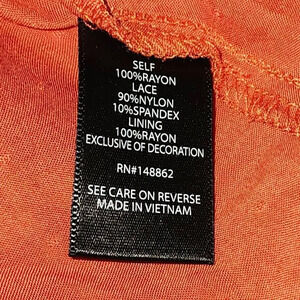 SELF
100%RAYON
LACE
90%NYLON
10%SPANDEX
LINING
100%RAYON
EXCLUSIVE OF DECORATION
RN#148862
SEE CARE ON REVERSE
MADE IN VIETNAM